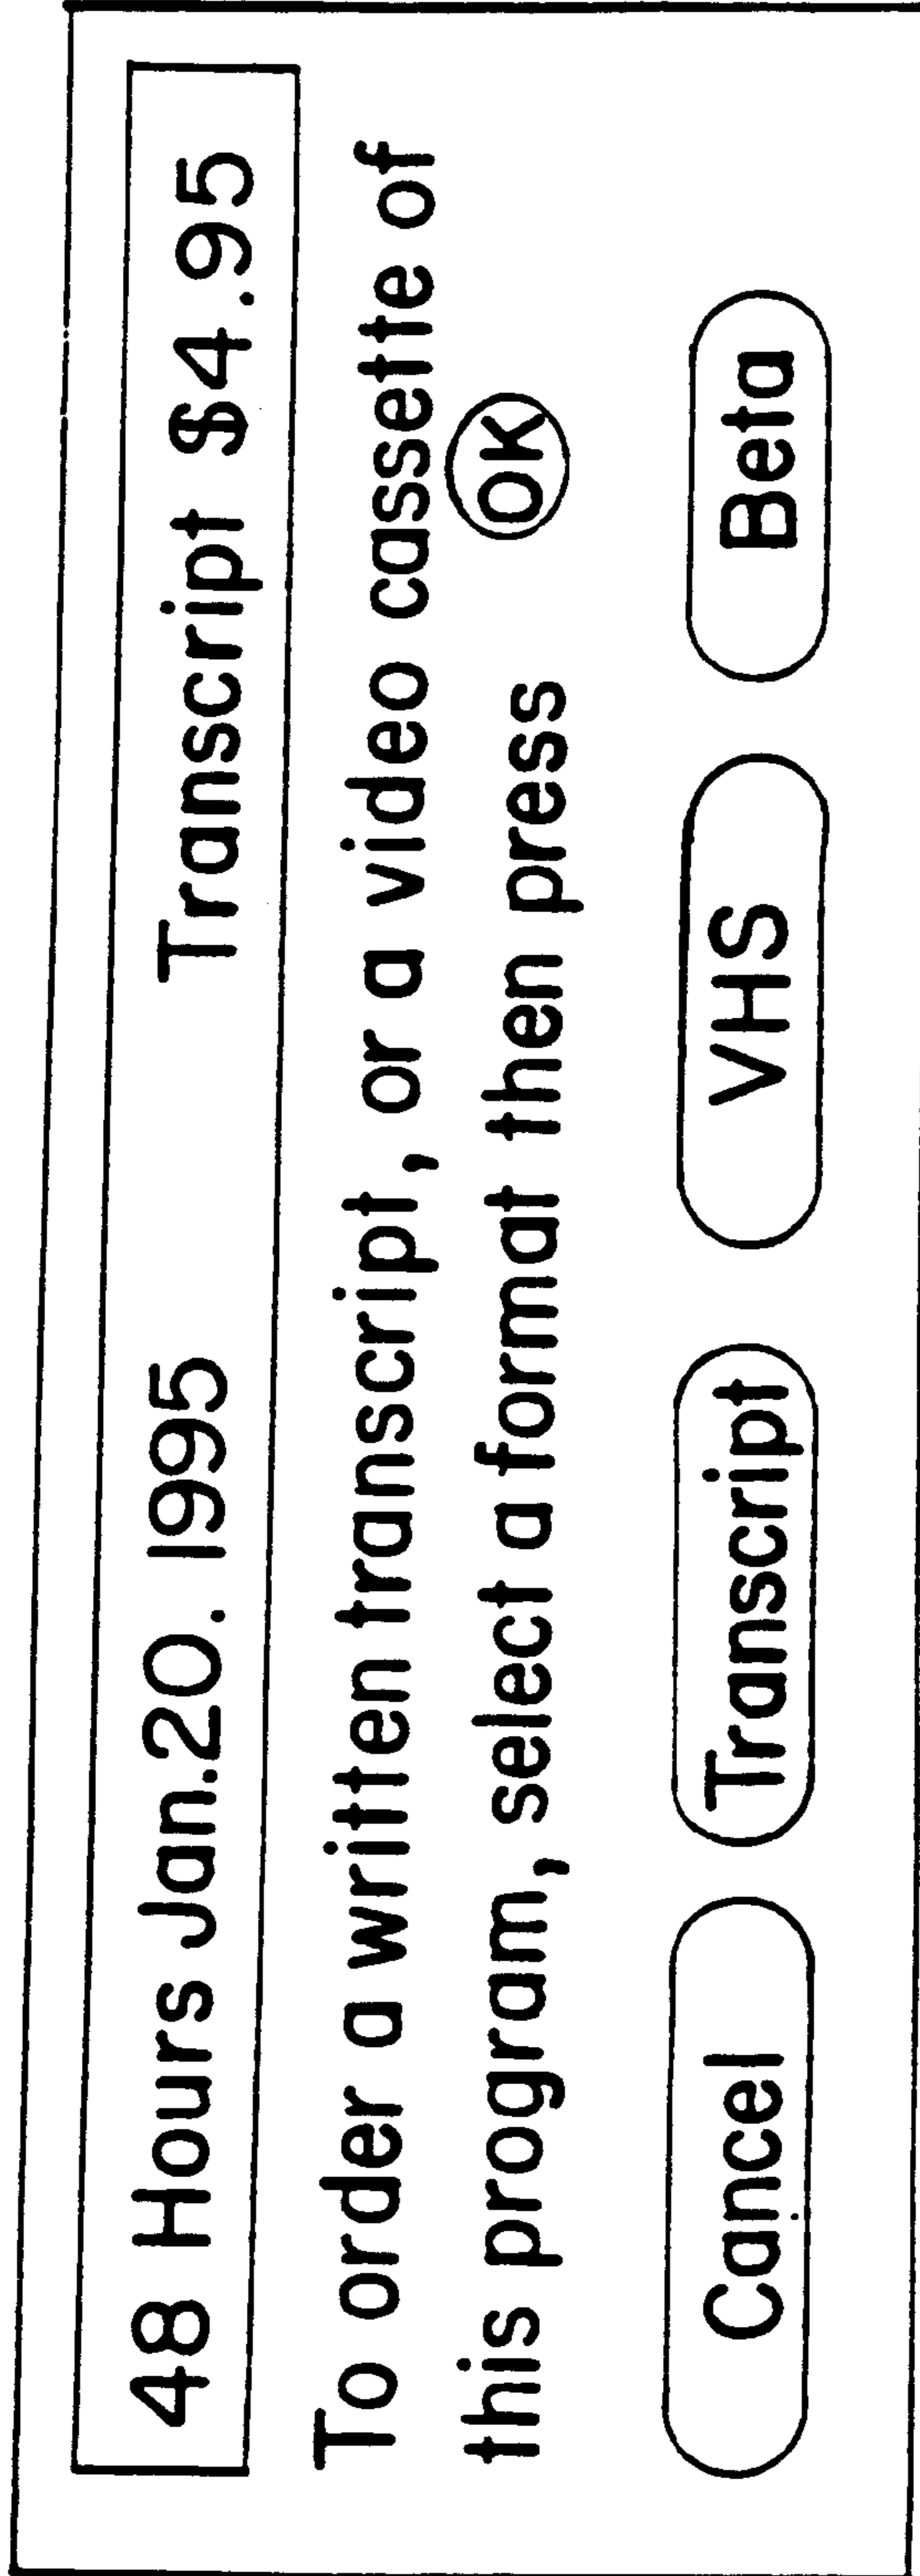 48 Hours Jan.20. 1995 Transcript $4.95
To order a written transcript, or a video cassette of
this program, select a format then press OK
Cancel Transcript VHS Beta